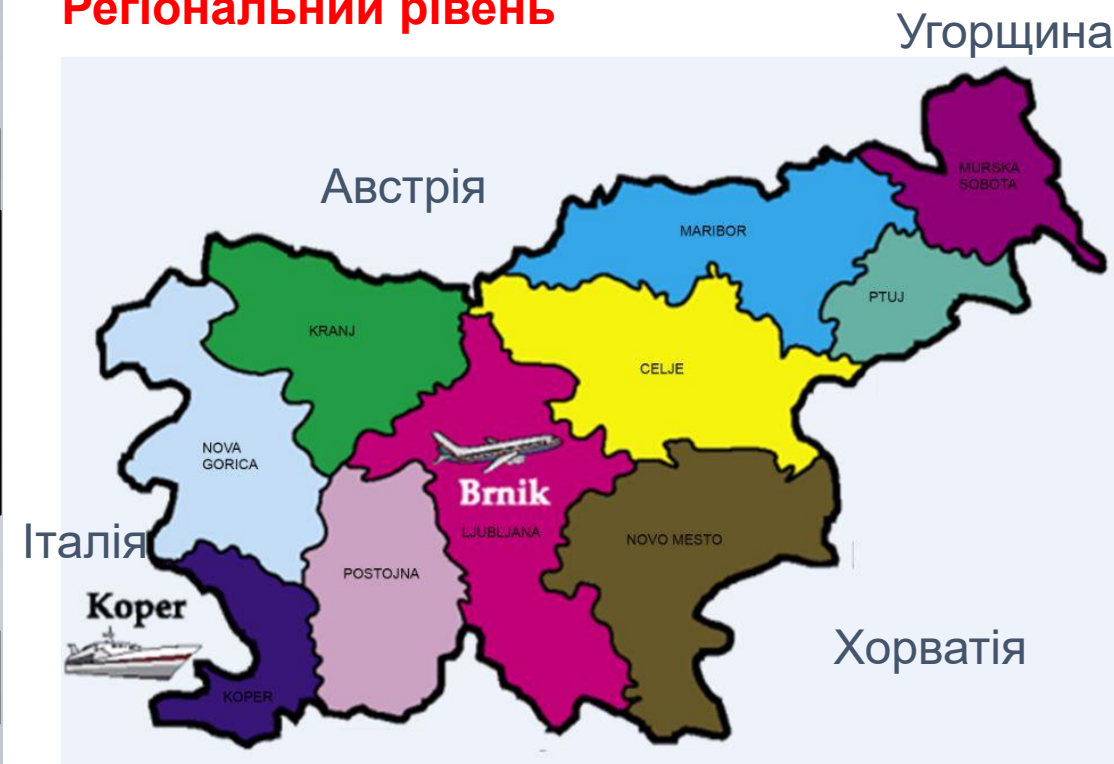 Регіональний рівень
Угорщина
Австрія
MURSKA
SOBOTA
MARIBOR
PTUJ
KRANJ
CELJE
NOVA
GORICA
Brnik
Італія
LJUBLJANA
NOVO MESTO
POSTOJNA
Koper
Хорватія
KOPER